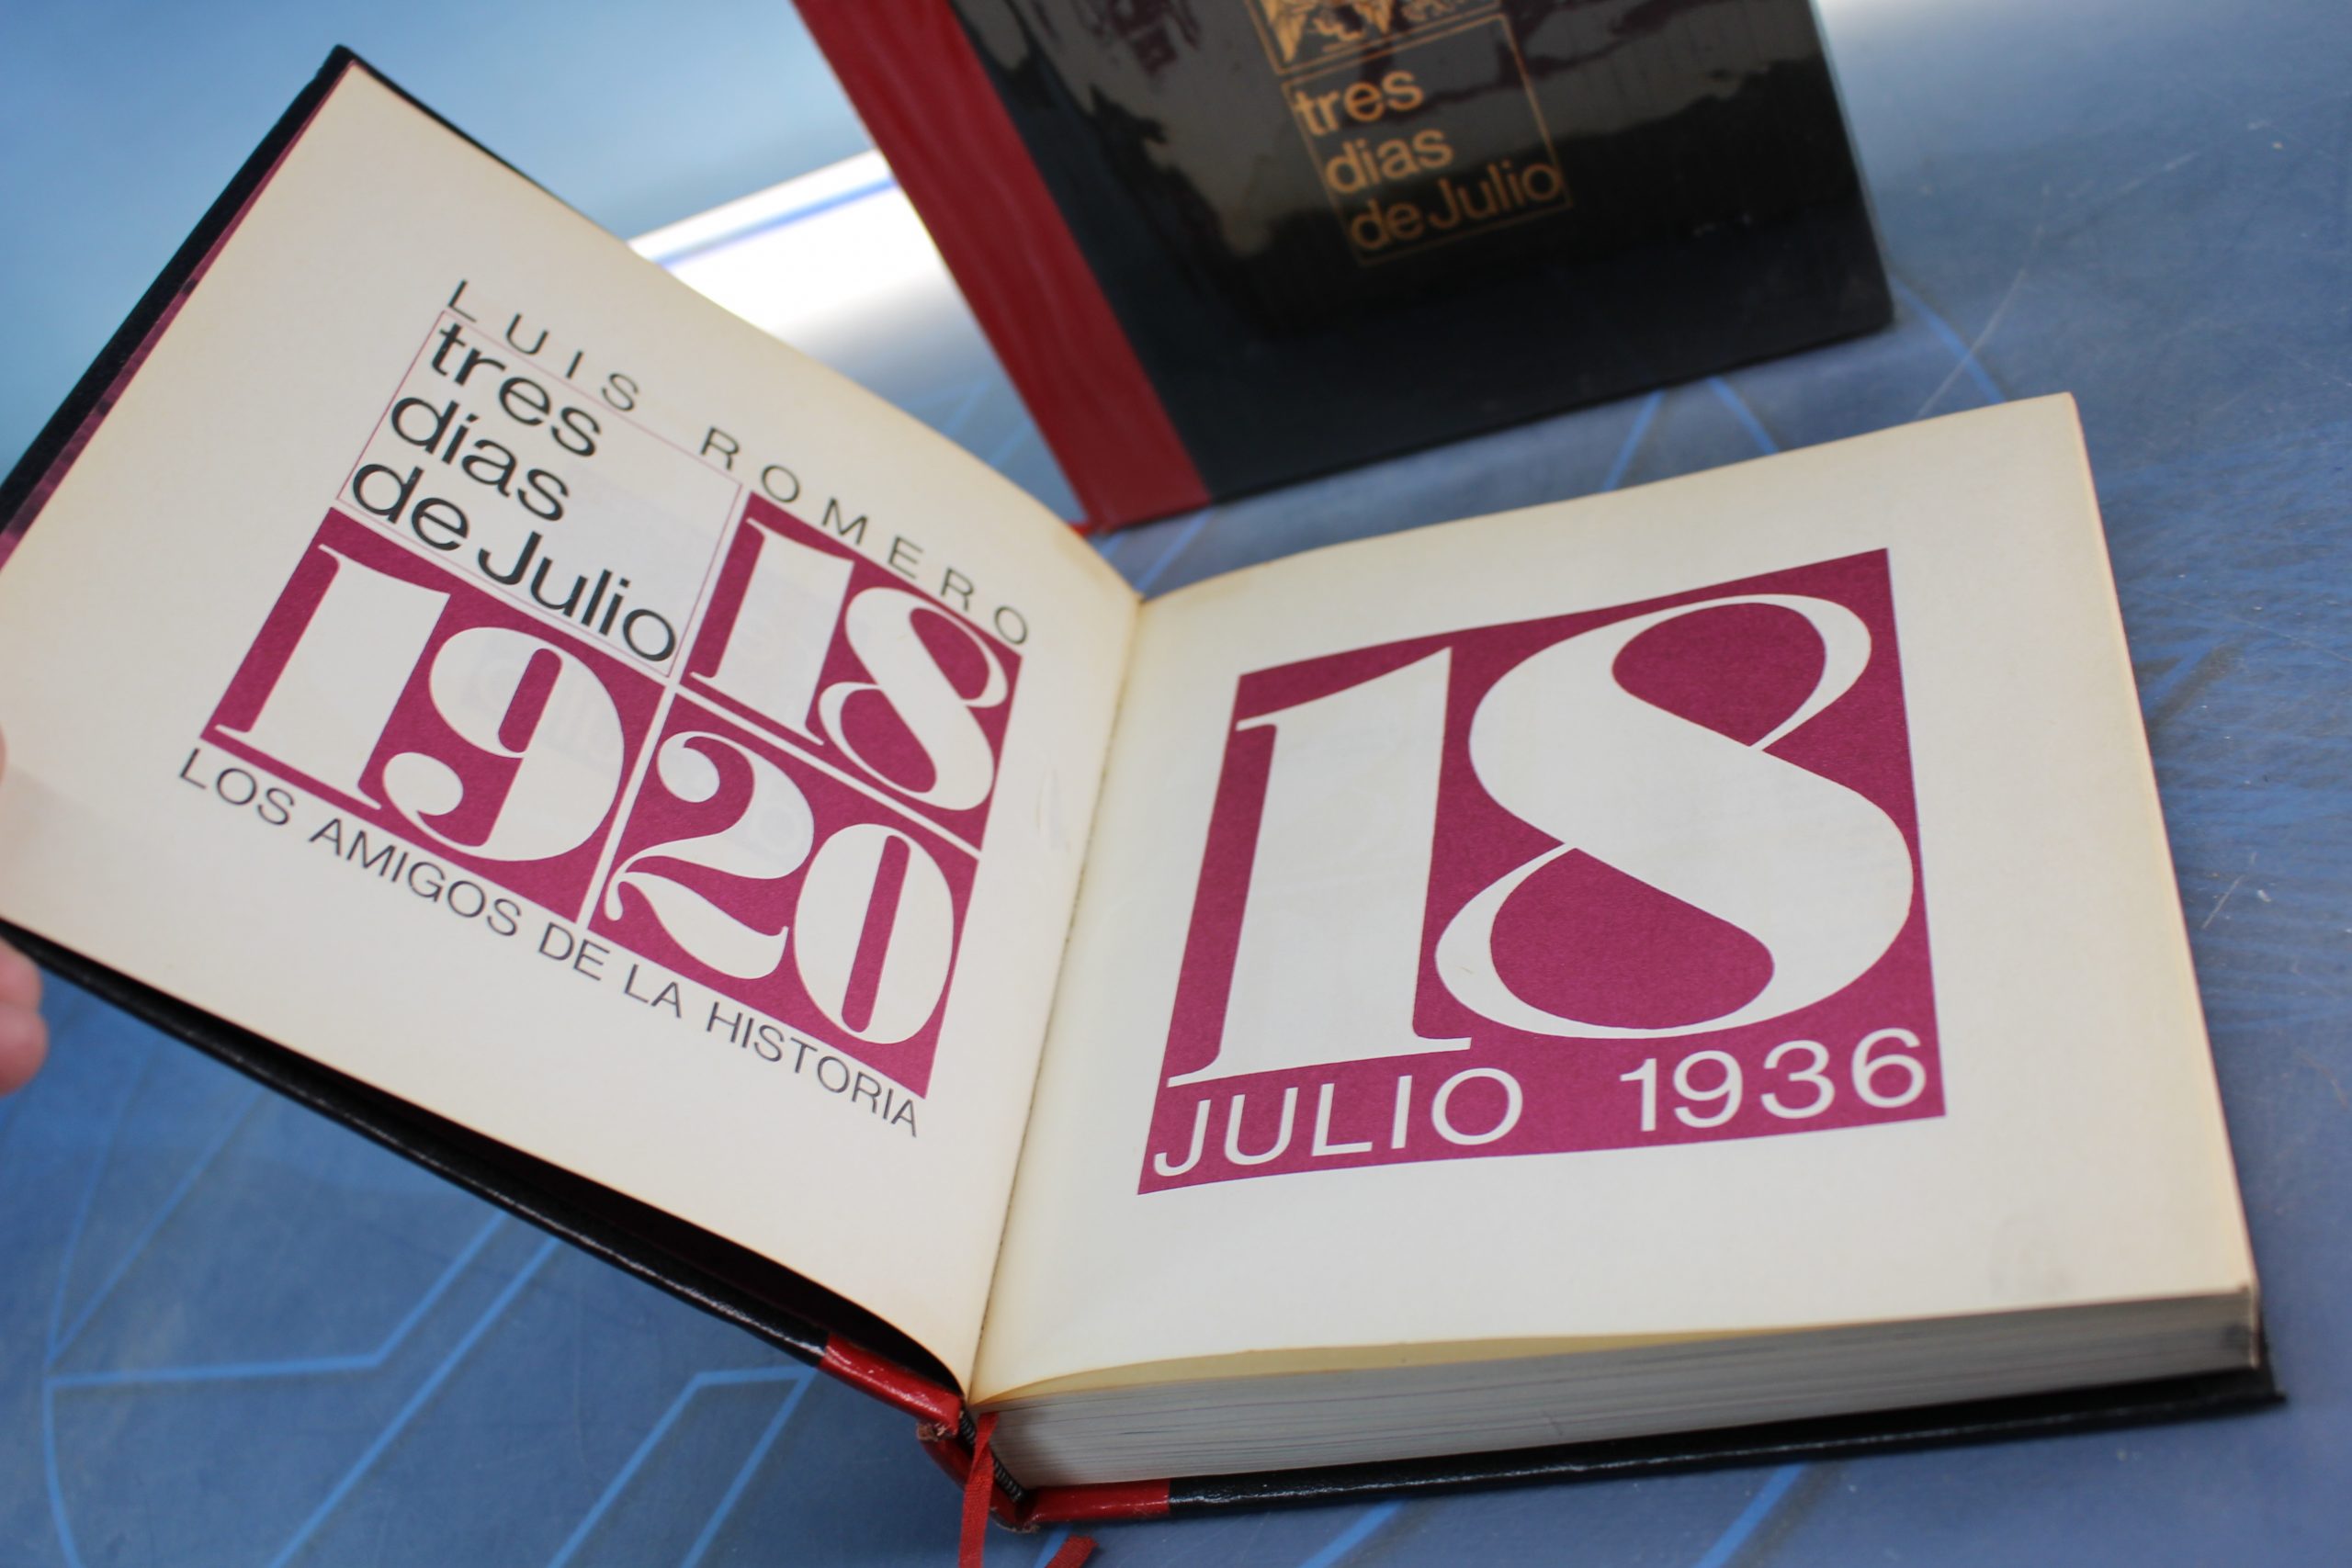 tres
dias
de Julio
LUIS ROMERO
tres
días
de Julio
18
19 20
LOS AMIGOS DE LA HISTORIA
18
JULIO 1936